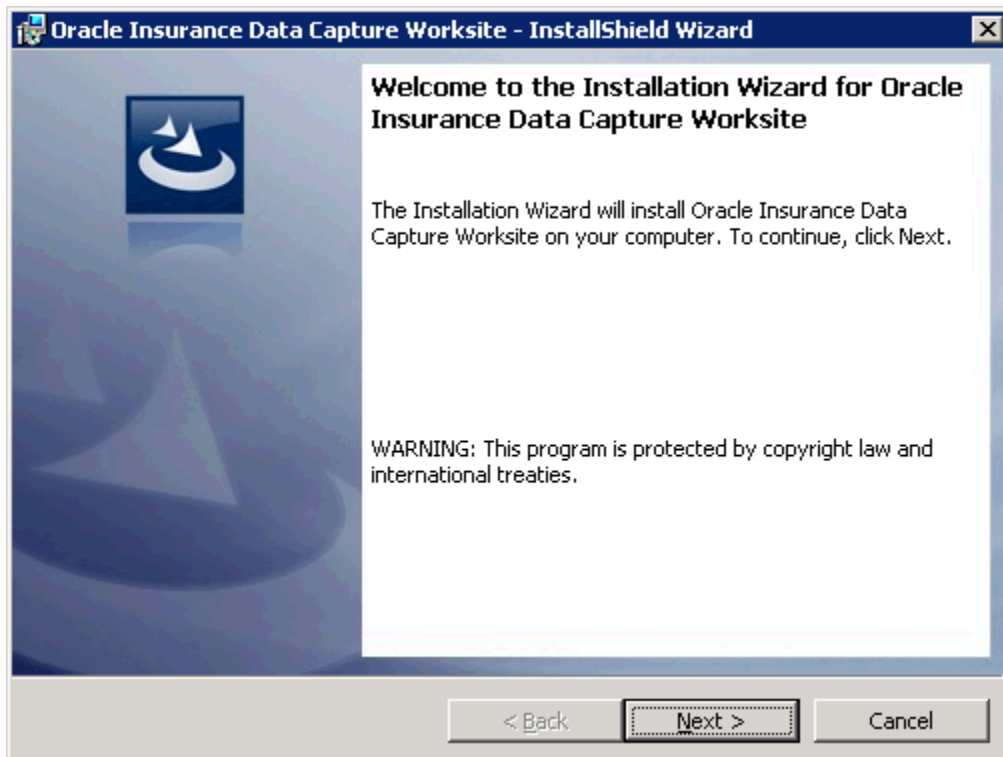 Oracle Insurance Data Capture Worksite - InstallShield Wizard
Welcome to the Installation Wizard for Oracle
Insurance Data Capture Worksite
The Installation Wizard will install Oracle Insurance Data
Capture Worksite on your computer. To continue, click Next.
WARNING: This program is protected by copyright law and
international treaties.
< Back
Next >
Cancel